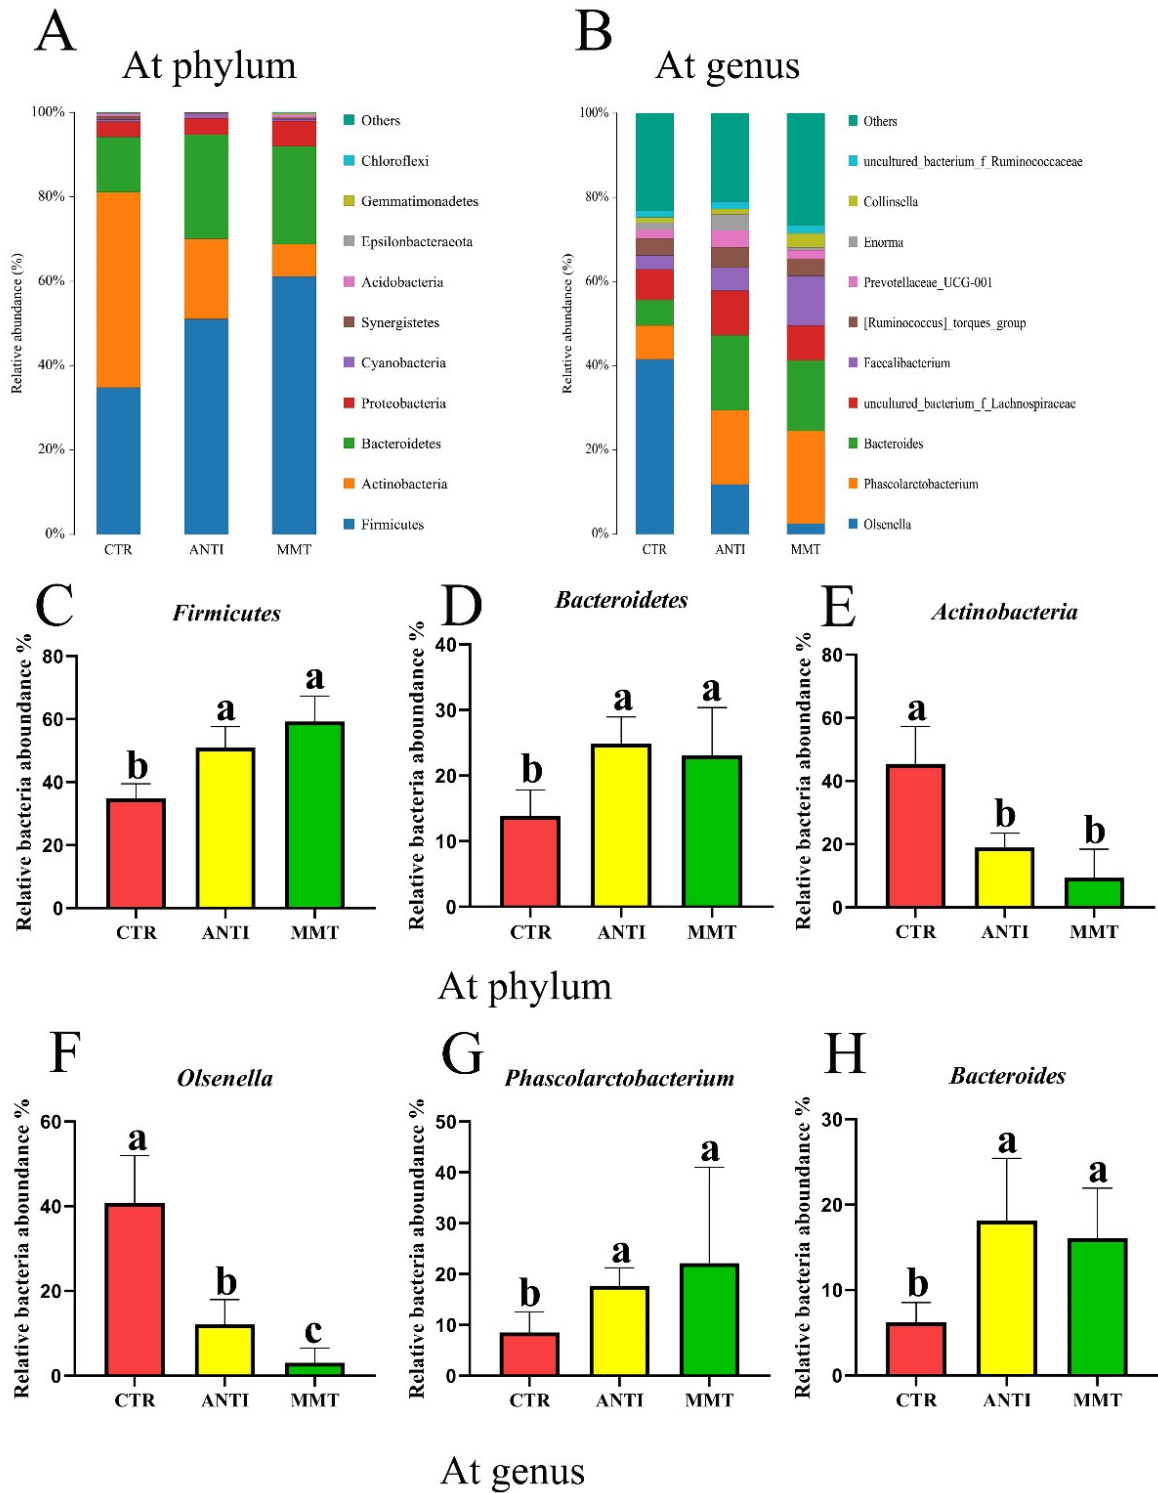 A
At phylum
100%
80%
60%
40%
20%
0%
Relative abundance (%)
CTR
ANTI
MMT
Others
Chloroflexi
Gemmatimonadetes
Epsilonbacteraeota
Acidobacteria
Synergistetes
Cyanobacteria
Proteobacteria
Bacteroidetes
Actinobacteria
Firmicutes
B
At genus
100%
80%
60%
40%
20%
0%
Relative abundance (%)
CTR
ANTI
MMT
Others
uncultured_bacterium_f_Ruminococcaceae
Collinsella
Enorma
Prevotellaceae_UCG-001
[Ruminococcus]_torques_group
Faecalibacterium
uncultured_bacterium_f_Lachnospiraceae
Bacteroides
Phascolarctobacterium
Olsenella
C
Firmicutes
Relative bacteria aboundance %
80
60
40
20
0
b
a
a
CTR
ANTI
MMT
D
Bacteroidetes
Relative bacteria aboundance %
40
30
20
10
0
b
a
a
CTR
ANTI
MMT
E
Actinobacteria
Relative bacteria aboundance %
80
60
40
20
0
a
b
b
CTR
ANTI
MMT
At phylum
F
Olsenella
Relative bacteria aboundance %
60
40
20
0
a
b
c
CTR
ANTI
MMT
G
Phascolarctobacterium
Relative bacteria aboundance %
50
40
30
20
10
0
b
a
a
CTR
ANTI
MMT
H
Bacteroides
Relative bacteria aboundance %
30
20
10
0
b
a
a
CTR
ANTI
MMT
At genus